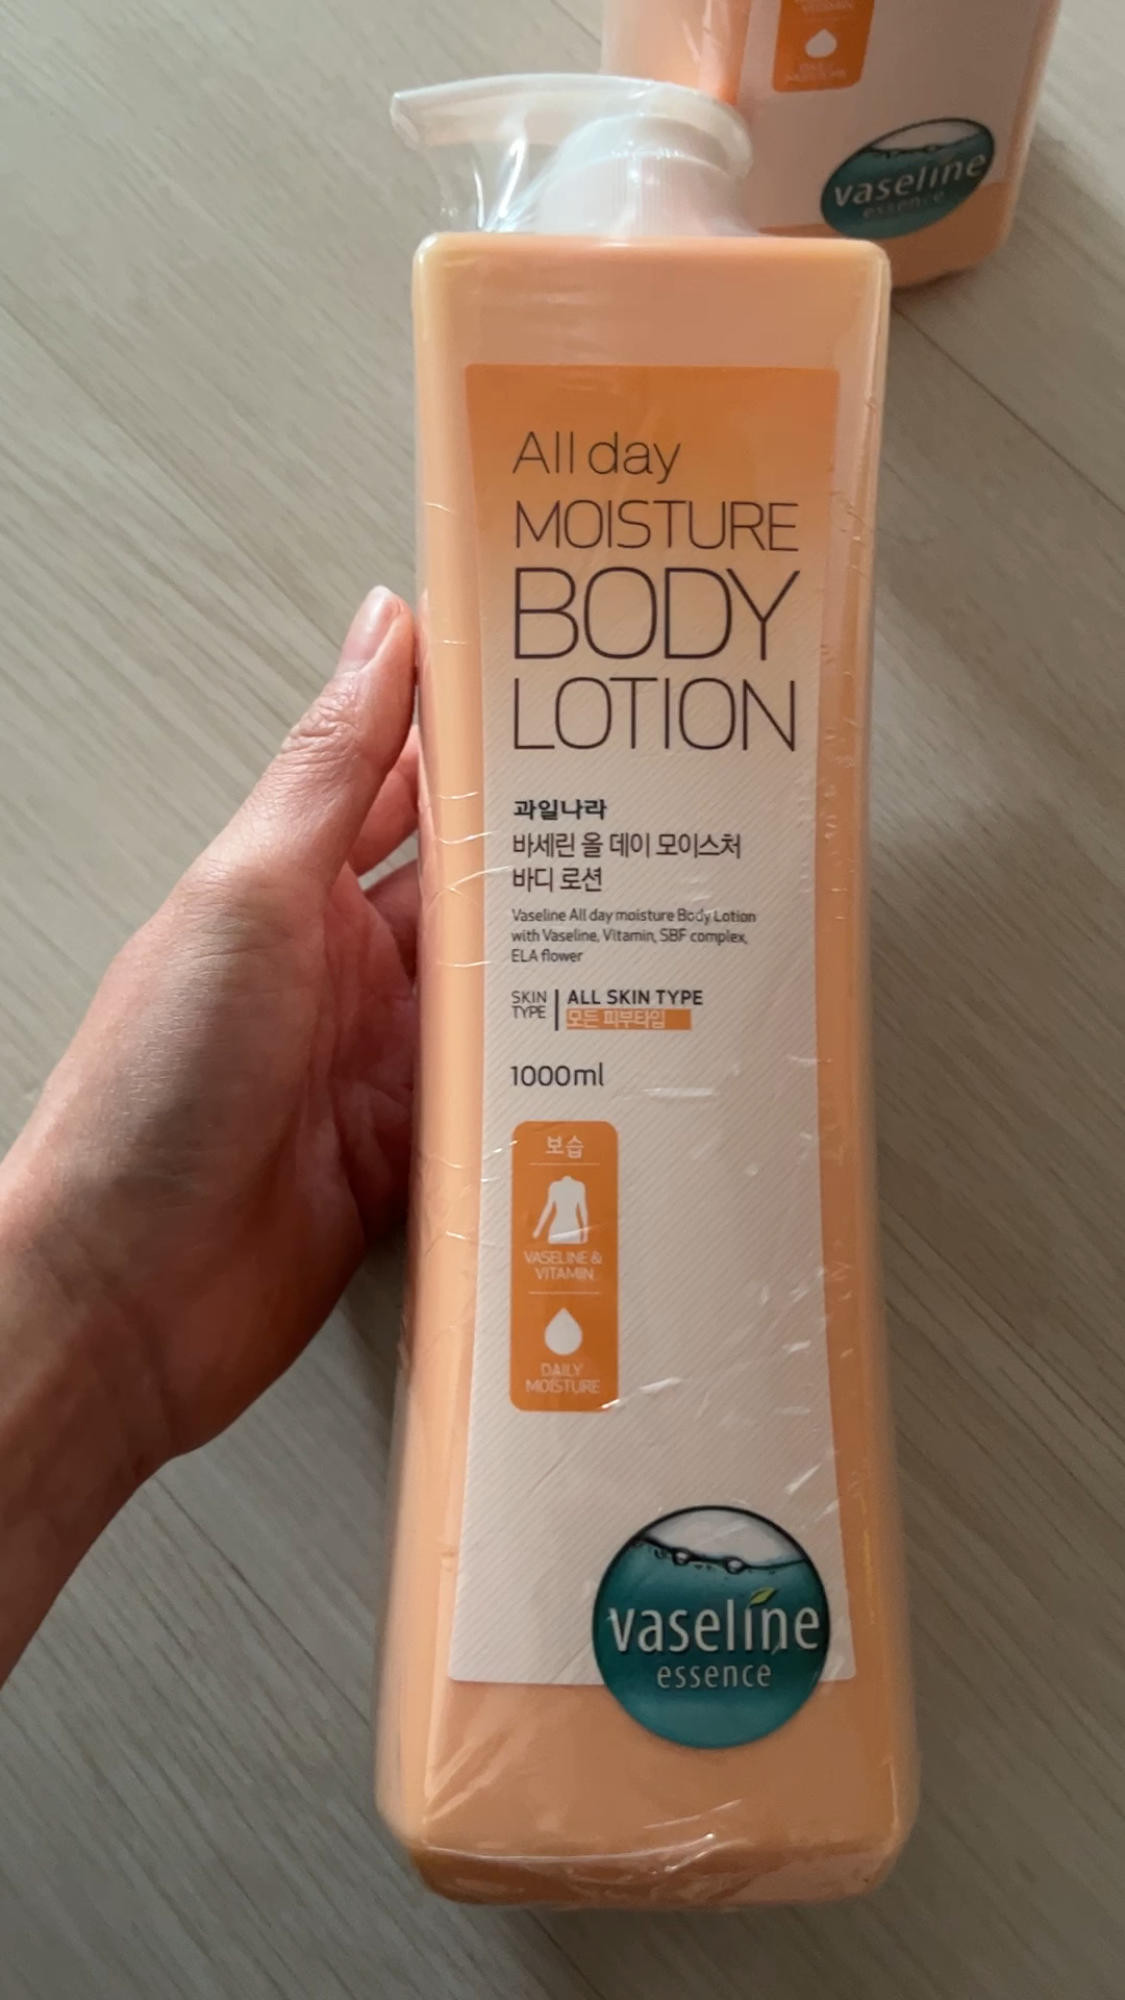 VITAMIN
DAILY
MOISTURE
vaseline
essence
All day
MOISTURE
BODY
LOTION
과일나라
바세린 올 데이 모이스처
바디 로션
Vaseline All day moisture Body Lotion
with Vaseline, Vitamin, SBF complex,
ELA flower
SKIN
TYPE
ALL SKIN TYPE
모든 피부타입
1000ml
보습
VASELINE &
VITAMIN
DAILY
MOISTURE
vaseline
essence